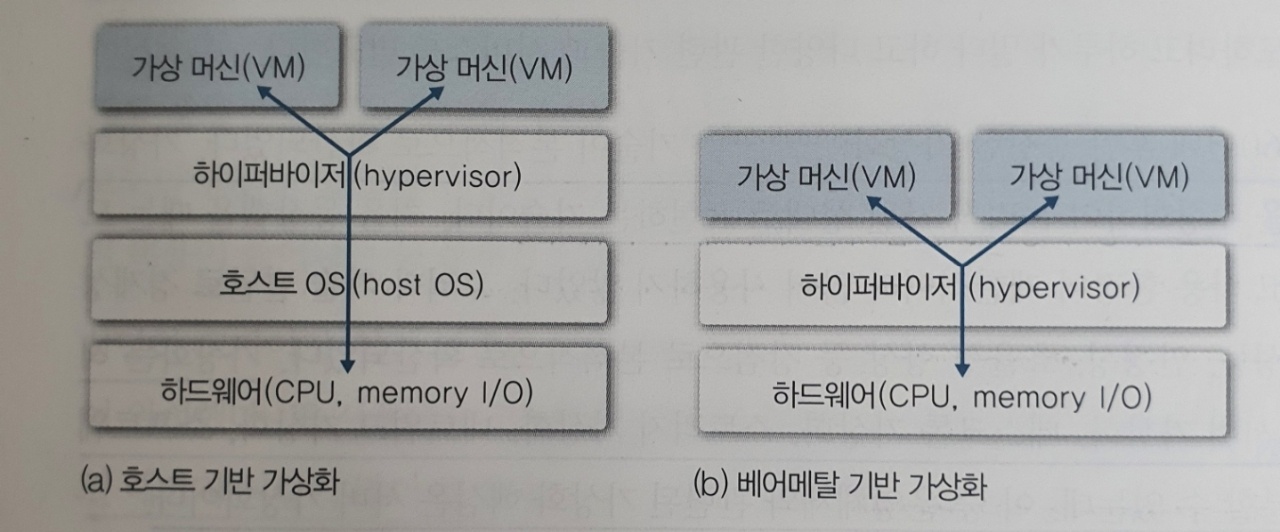 가상 머신(VM)
가상 머신(VM)
하이퍼바이저(hypervisor)
호스트 OS(host OS)
하드웨어(CPU, memory I/O)
(a) 호스트 기반 가상화
가상 머신(VM)
가상 머신(VM)
하이퍼바이저(hypervisor)
하드웨어(CPU, memory I/O)
(b) 베어메탈 기반 가상화